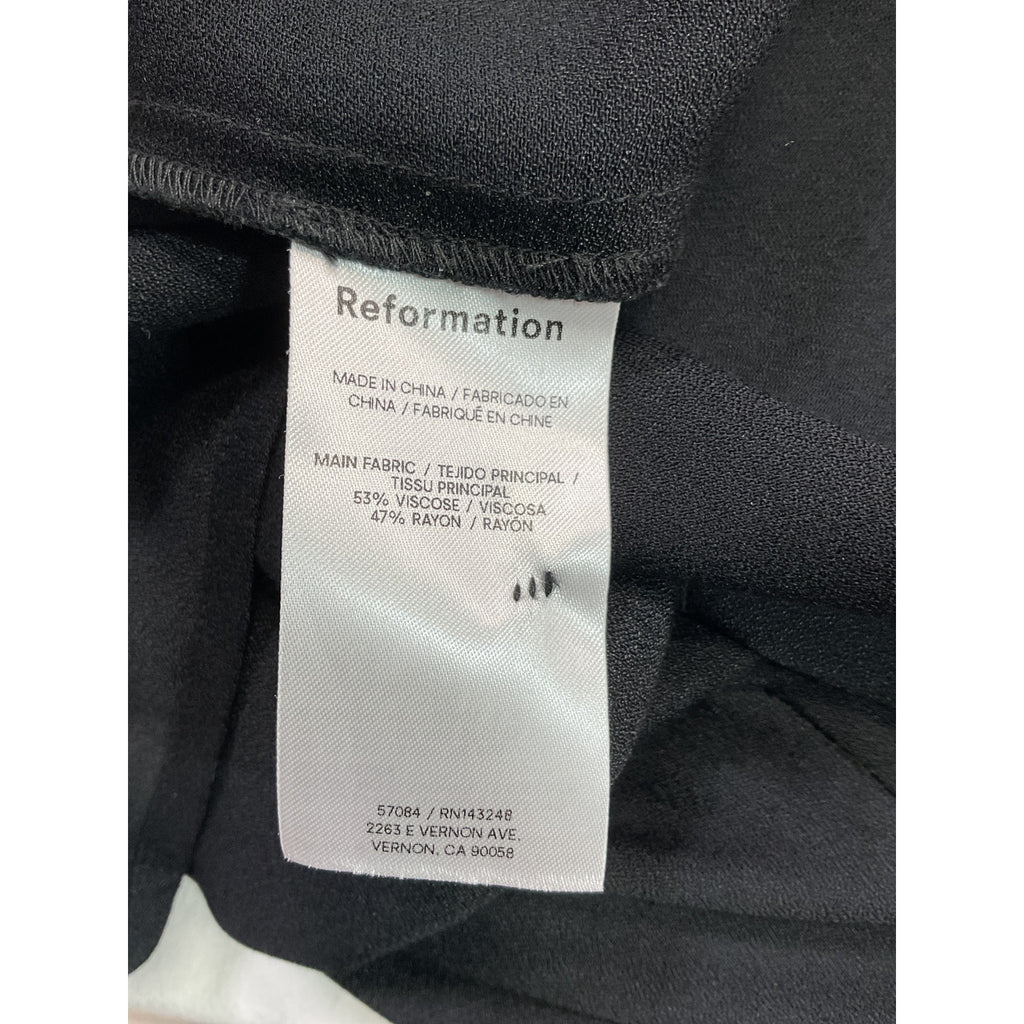 Reformation
MADE IN CHINA / FABRICADO EN
CHINA / FABRIQUÉ EN CHINE
MAIN FABRIC / TEJIDO PRINCIPAL /
TISSU PRINCIPAL
53% VISCOSE / VISCOSA
47% RAYON / RAYÓN
57084 / RN143248
2263 E VERNON AVE.
VERNON, CA 90058